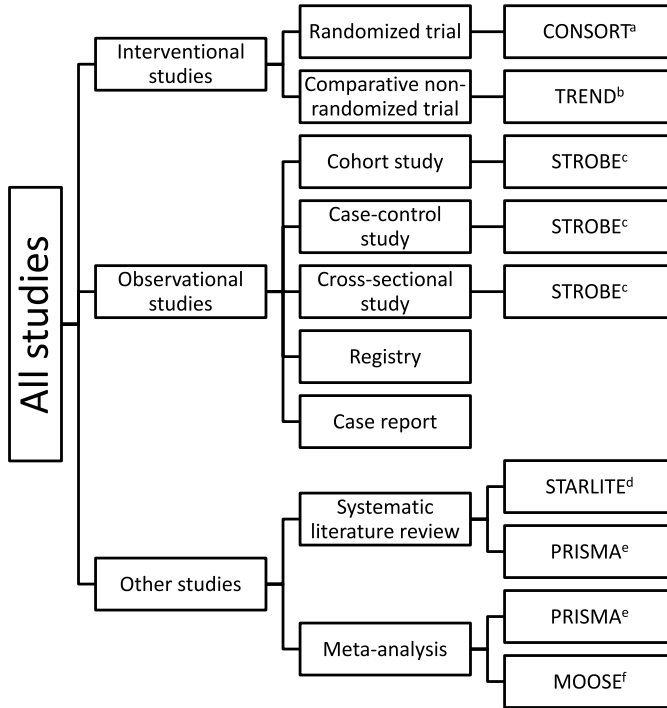 All studies
Interventional
studies
Randomized trial
CONSORTᵃ
Comparative non-
randomized trial
TRENDᵇ
Observational
studies
Cohort study
STROBEᶜ
Case-control
study
STROBEᶜ
Cross-sectional
study
STROBEᶜ
Registry
Case report
Other studies
Systematic
literature review
STARLITEᵈ
PRISMAᵉ
Meta-analysis
PRISMAᵉ
MOOSEᶠ